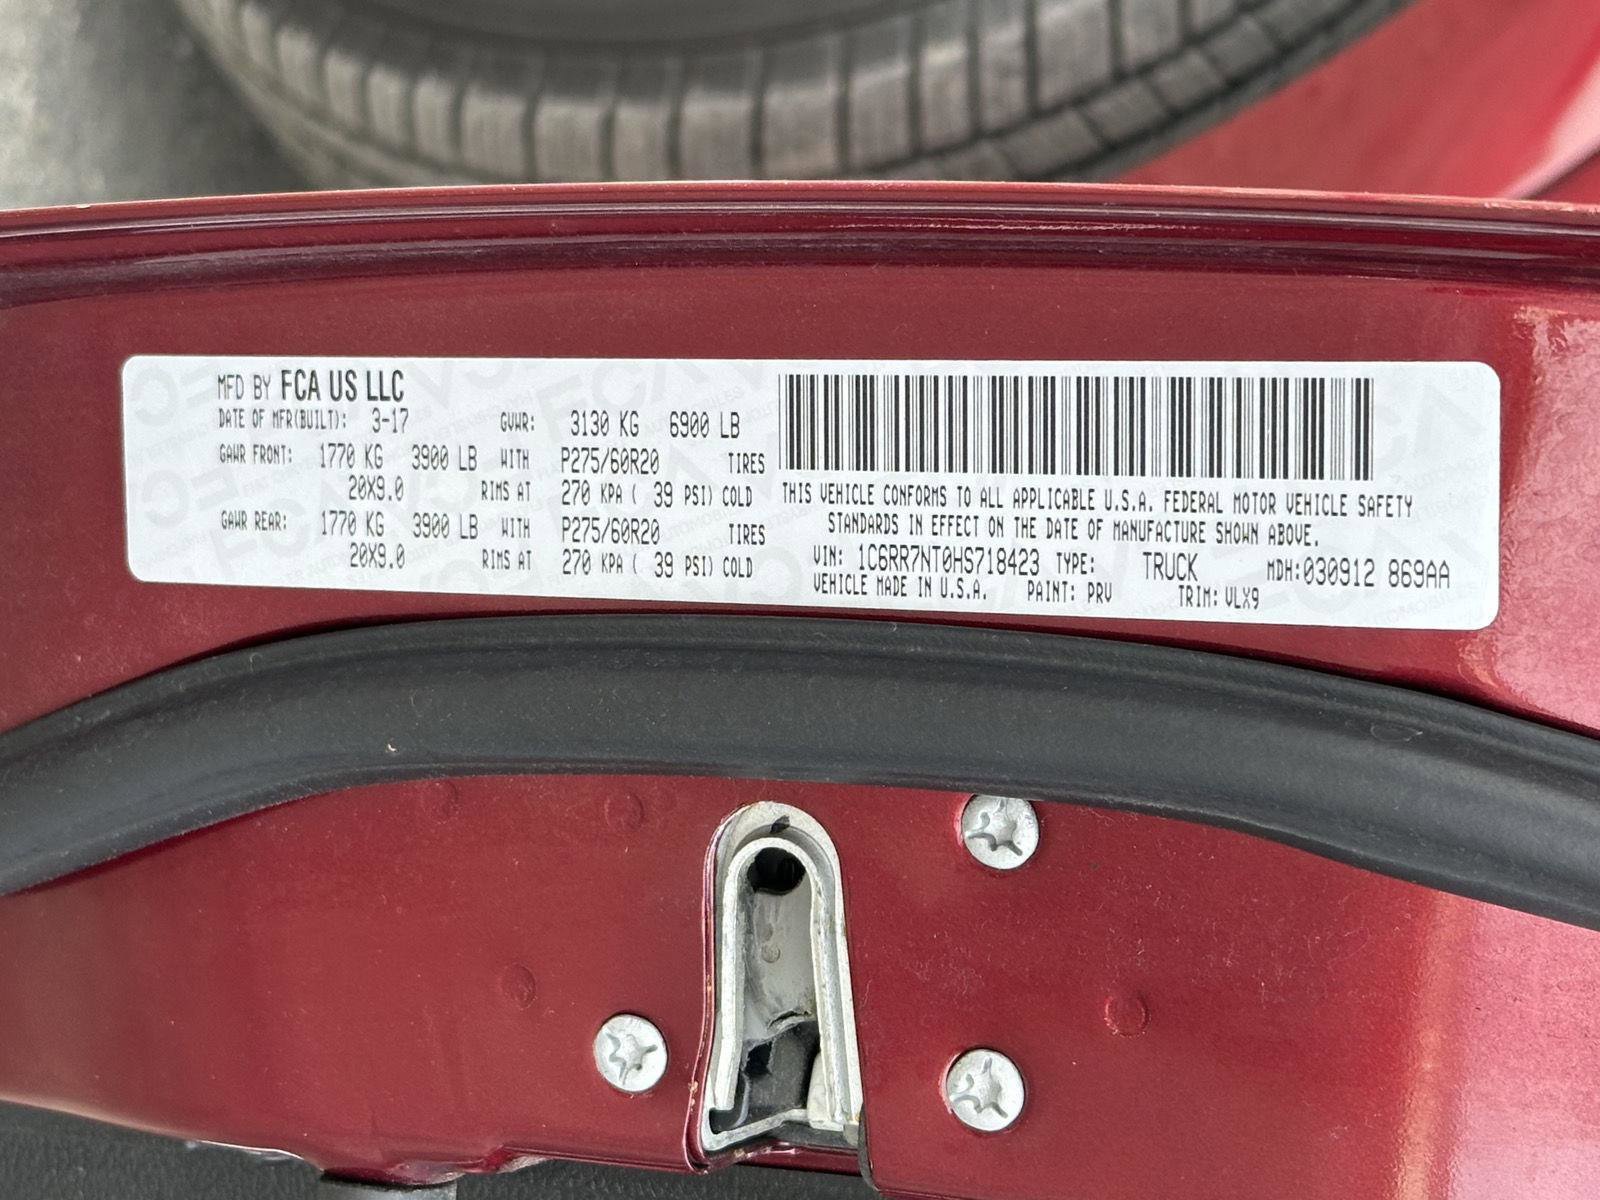 MFD BY FCA US LLC
DATE OF MFR(BUILT): 3-17 GVWR: 3130 KG 6900 LB
GAWR FRONT: 1770 KG 3900 LB WITH P275/60R20 TIRES
20X9.0 RIMS AT 270 KPA ( 39 PSI) COLD
GAWR REAR: 1770 KG 3900 LB WITH P275/60R20 TIRES
20X9.0 RIMS AT 270 KPA ( 39 PSI) COLD
THIS VEHICLE CONFORMS TO ALL APPLICABLE U.S.A. FEDERAL MOTOR VEHICLE SAFETY
STANDARDS IN EFFECT ON THE DATE OF MANUFACTURE SHOWN ABOVE.
VIN: 1C6RR7NT0HS718423 TYPE: TRUCK MDH:030912 869AA
VEHICLE MADE IN U.S.A. PAINT: PRV TRIM: VLX9